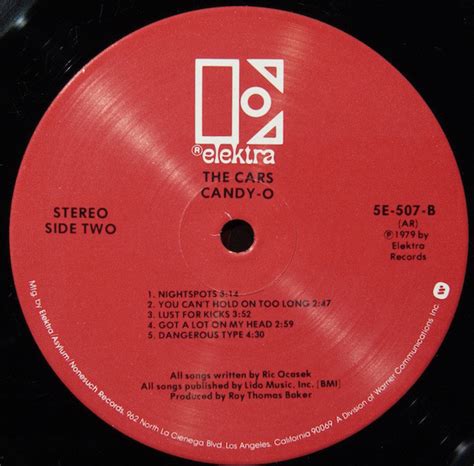 ®elektra
THE CARS
CANDY-O
STEREO
SIDE TWO
5E-507-B
(AR)
Ⓟ1979 by
Elektra
Records
1. NIGHTSPOTS 3:14
2. YOU CAN'T HOLD ON TOO LONG 2:47
3. LUST FOR KICKS 3:52
4. GOT A LOT ON MY HEAD 2:59
5. DANGEROUS TYPE 4:30
All songs written by Ric Ocasek
All songs published by Lido Music, Inc. (BMI)
Produced by Roy Thomas Baker
Mfg. by Elektra/Asylum/Nonesuch Records, 962 North La Cienega Blvd. Los Angeles, California 90069 A Division of Warner Communications Inc.